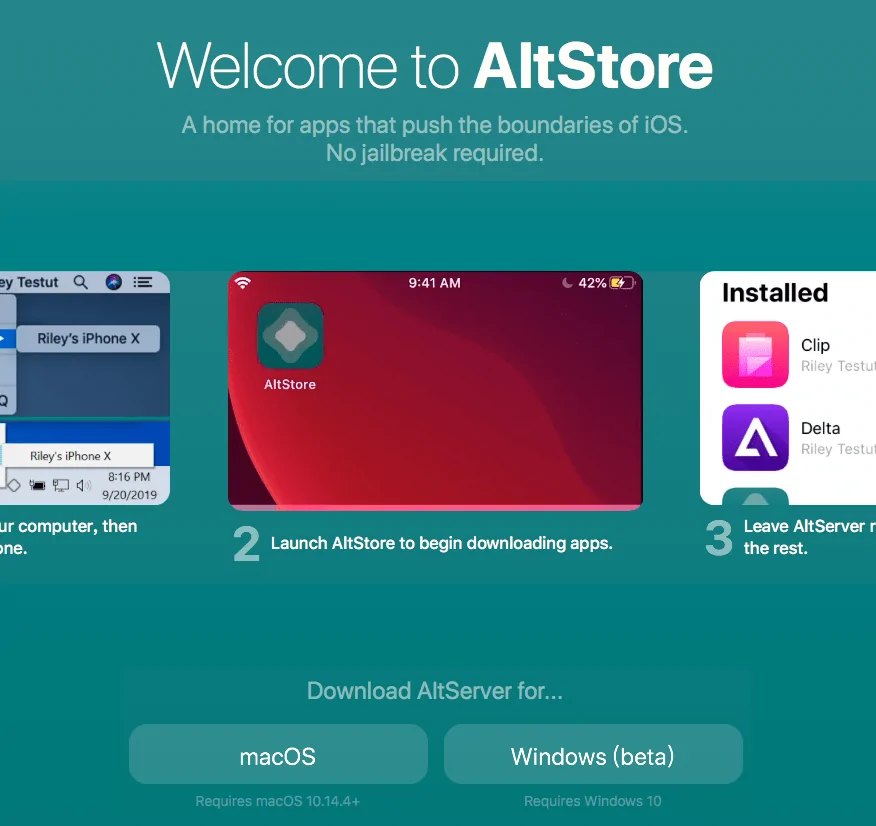 Welcome to AltStore
A home for apps that push the boundaries of iOS.
No jailbreak required.
ey Testut
Riley's iPhone X
Q
Riley's iPhone X
8:16 PM
9/20/2019
ur computer, then
one.
9:41 AM
42%
AltStore
2
Launch AltStore to begin downloading apps.
Installed
Clip
Riley Testut
Delta
Riley Testut
3
Leave AltServer r
the rest.
Download AltServer for...
macOS
Windows (beta)
Requires macOS 10.14.4+
Requires Windows 10